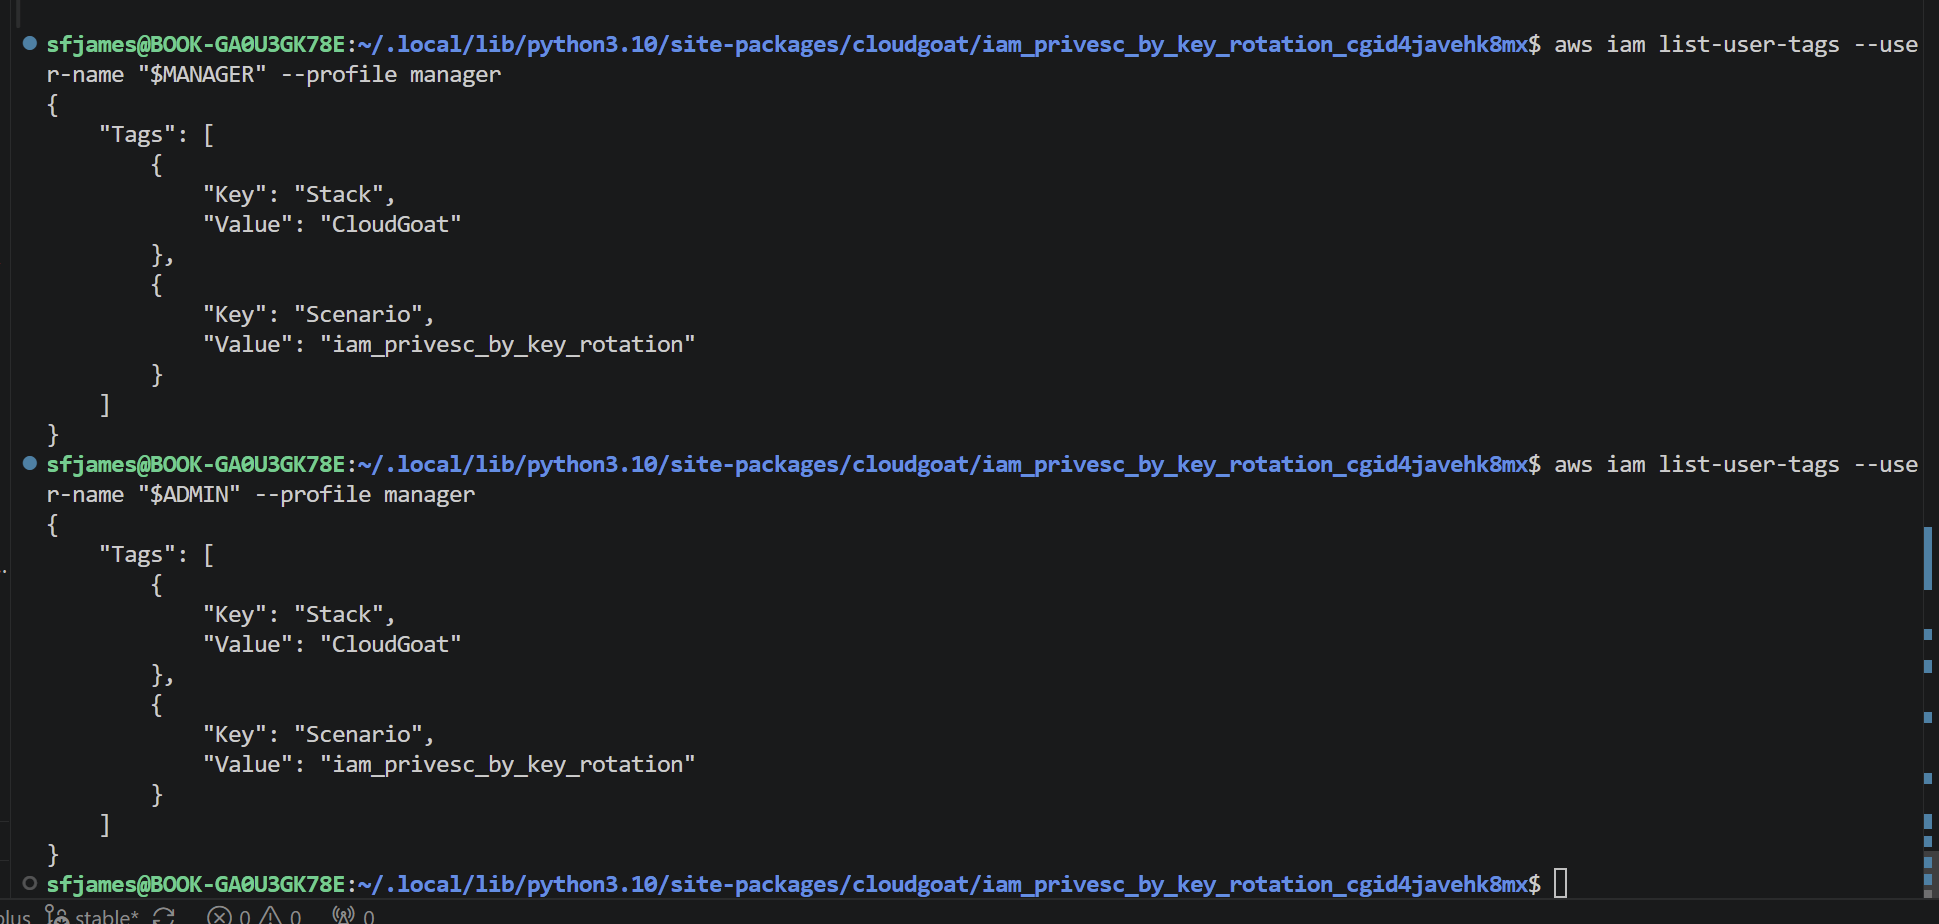 sfjames@BOOK-GA0U3GK78E:~/.local/lib/python3.10/site-packages/cloudgoat/iam_privesc_by_key_rotation_cgid4javehk8mx$ aws iam list-user-tags --use
r-name "$MANAGER" --profile manager
{
    "Tags": [
        {
            "Key": "Stack",
            "Value": "CloudGoat"
        },
        {
            "Key": "Scenario",
            "Value": "iam_privesc_by_key_rotation"
        }
    ]
}
sfjames@BOOK-GA0U3GK78E:~/.local/lib/python3.10/site-packages/cloudgoat/iam_privesc_by_key_rotation_cgid4javehk8mx$ aws iam list-user-tags --use
r-name "$ADMIN" --profile manager
{
    "Tags": [
        {
            "Key": "Stack",
            "Value": "CloudGoat"
        },
        {
            "Key": "Scenario",
            "Value": "iam_privesc_by_key_rotation"
        }
    ]
}
sfjames@BOOK-GA0U3GK78E:~/.local/lib/python3.10/site-packages/cloudgoat/iam_privesc_by_key_rotation_cgid4javehk8mx$
plus stable* 0 0 0